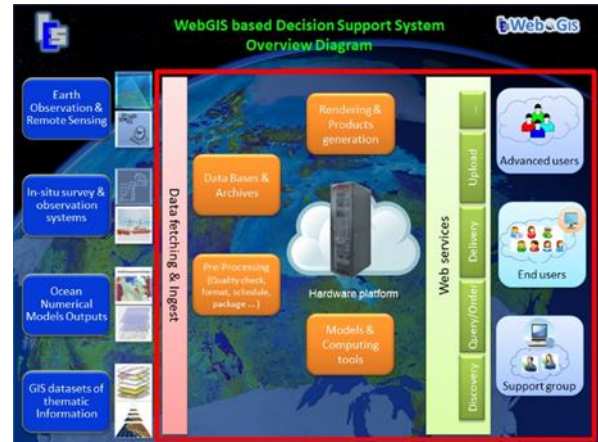 WebGIS based Decision Support System
Overview Diagram
WebGIS
Earth
Observation &
Remote Sensing
In-situ survey &
observation
systems
Ocean
Numerical
Models Outputs
GIS datasets of
thematic
Information
Data fetching & Ingest
Rendering &
Products
generation
Data Bases &
Archives
Pre-Processing
(Quality check,
format, schedule,
package ... )
Hardware platform
Models &
Computing
tools
Web services
...
Upload
Delivery
Query/Order
Discovery
Advanced users
End users
Support group